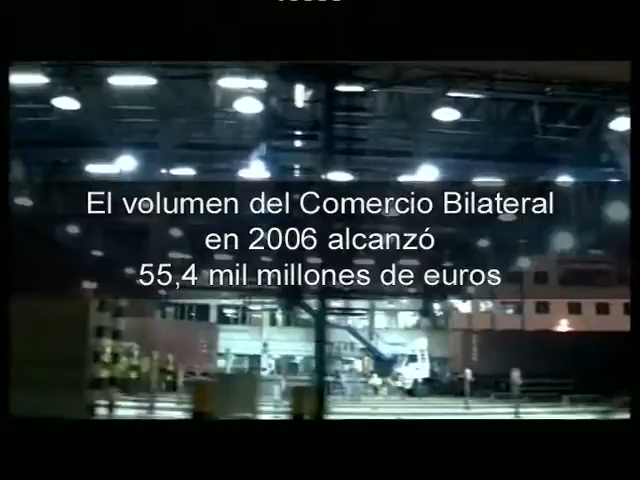 El volumen del Comercio Bilateral
en 2006 alcanzó
55,4 mil millones de euros